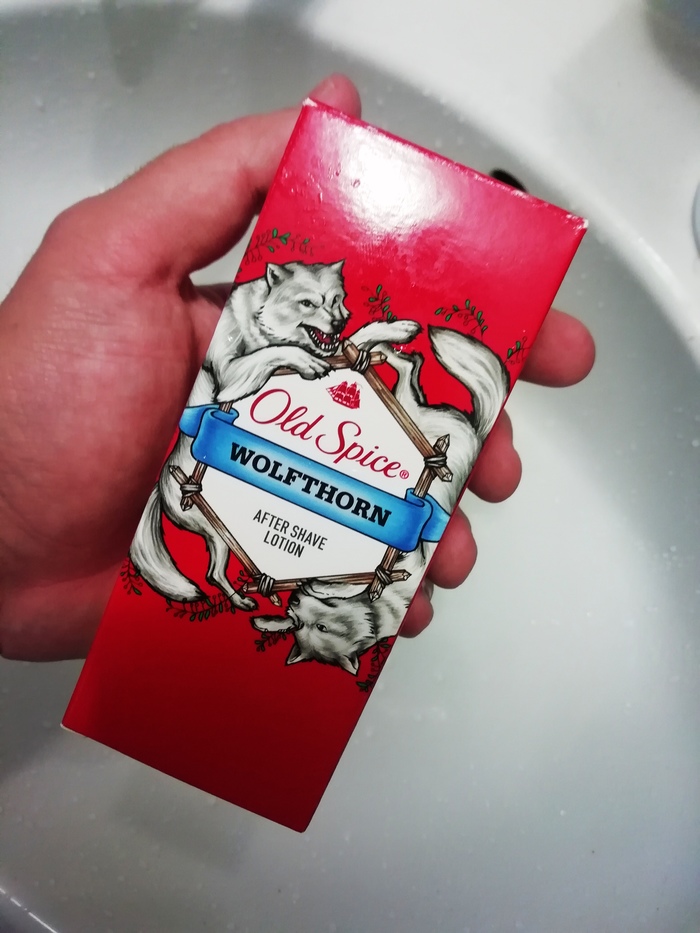 Old Spice®
WOLFTHORN
AFTER SHAVE
LOTION